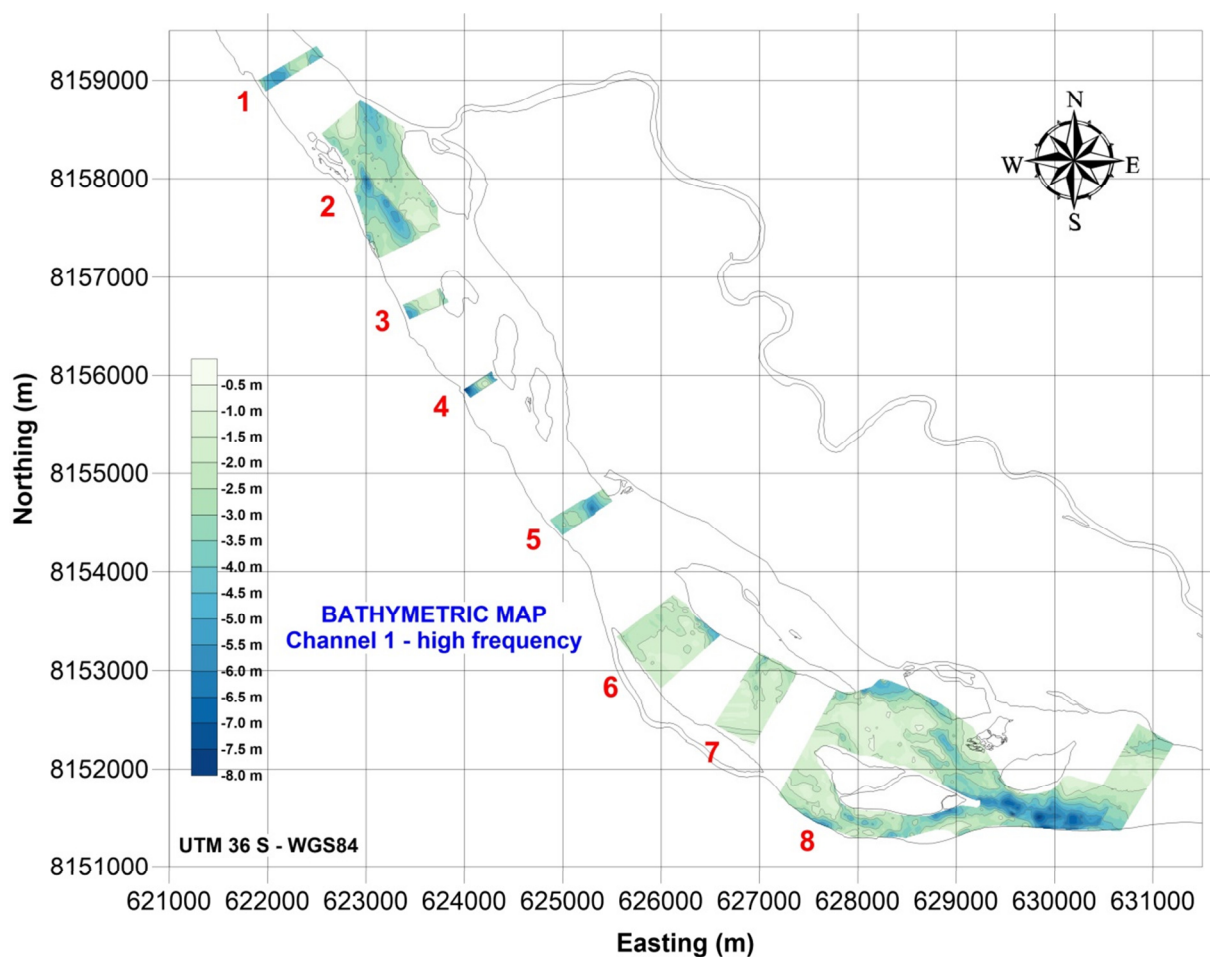 8159000
8158000
8157000
8156000
8155000
8154000
8153000
8152000
8151000
Northing (m)
1
2
3
4
5
6
7
8
N
W
E
S
-0.5 m
-1.0 m
-1.5 m
-2.0 m
-2.5 m
-3.0 m
-3.5 m
-4.0 m
-4.5 m
-5.0 m
-5.5 m
-6.0 m
-6.5 m
-7.0 m
-7.5 m
-8.0 m
BATHYMETRIC MAP
Channel 1 - high frequency
UTM 36 S - WGS84
621000 622000 623000 624000 625000 626000 627000 628000 629000 630000 631000
Easting (m)